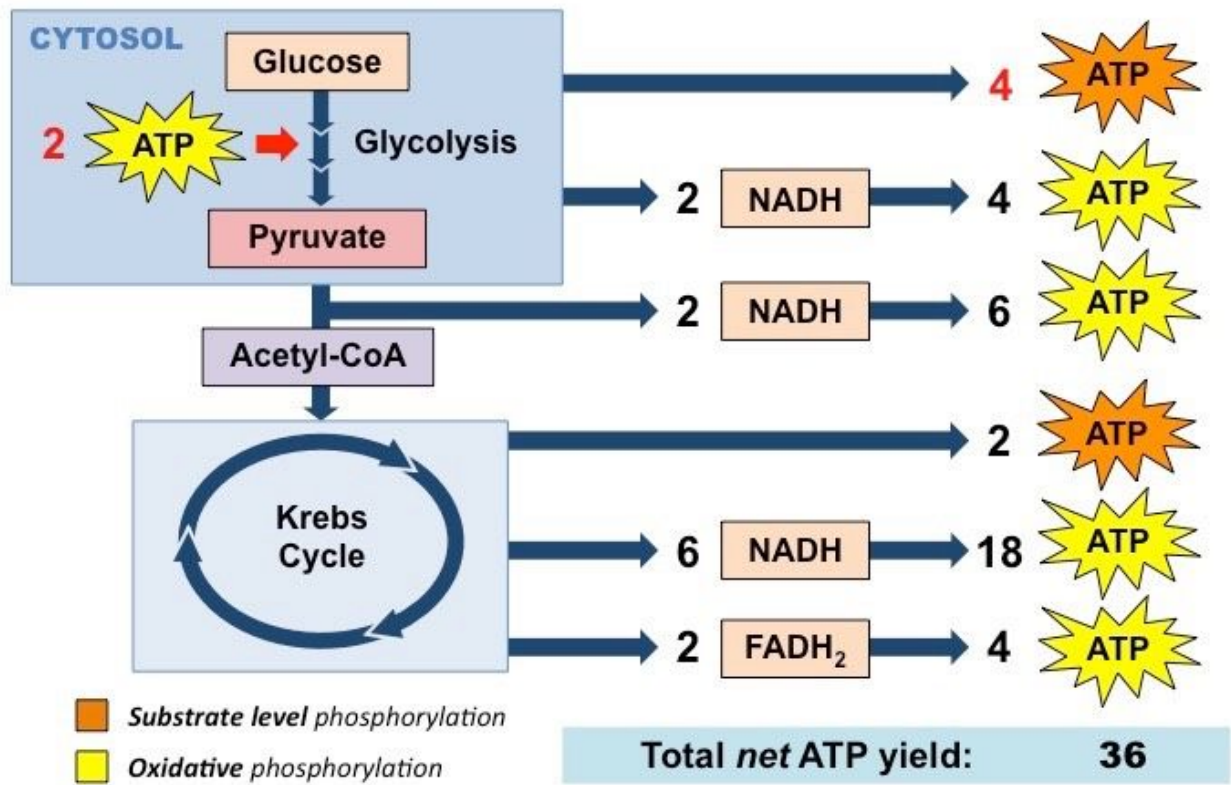 CYTOSOL
Glucose
4 ATP
2 ATP
Glycolysis
2 NADH 4 ATP
Pyruvate
2 NADH 6 ATP
Acetyl-CoA
2 ATP
Krebs
Cycle
6 NADH 18 ATP
2 FADH₂ 4 ATP
Substrate level phosphorylation
Oxidative phosphorylation
Total net ATP yield: 36